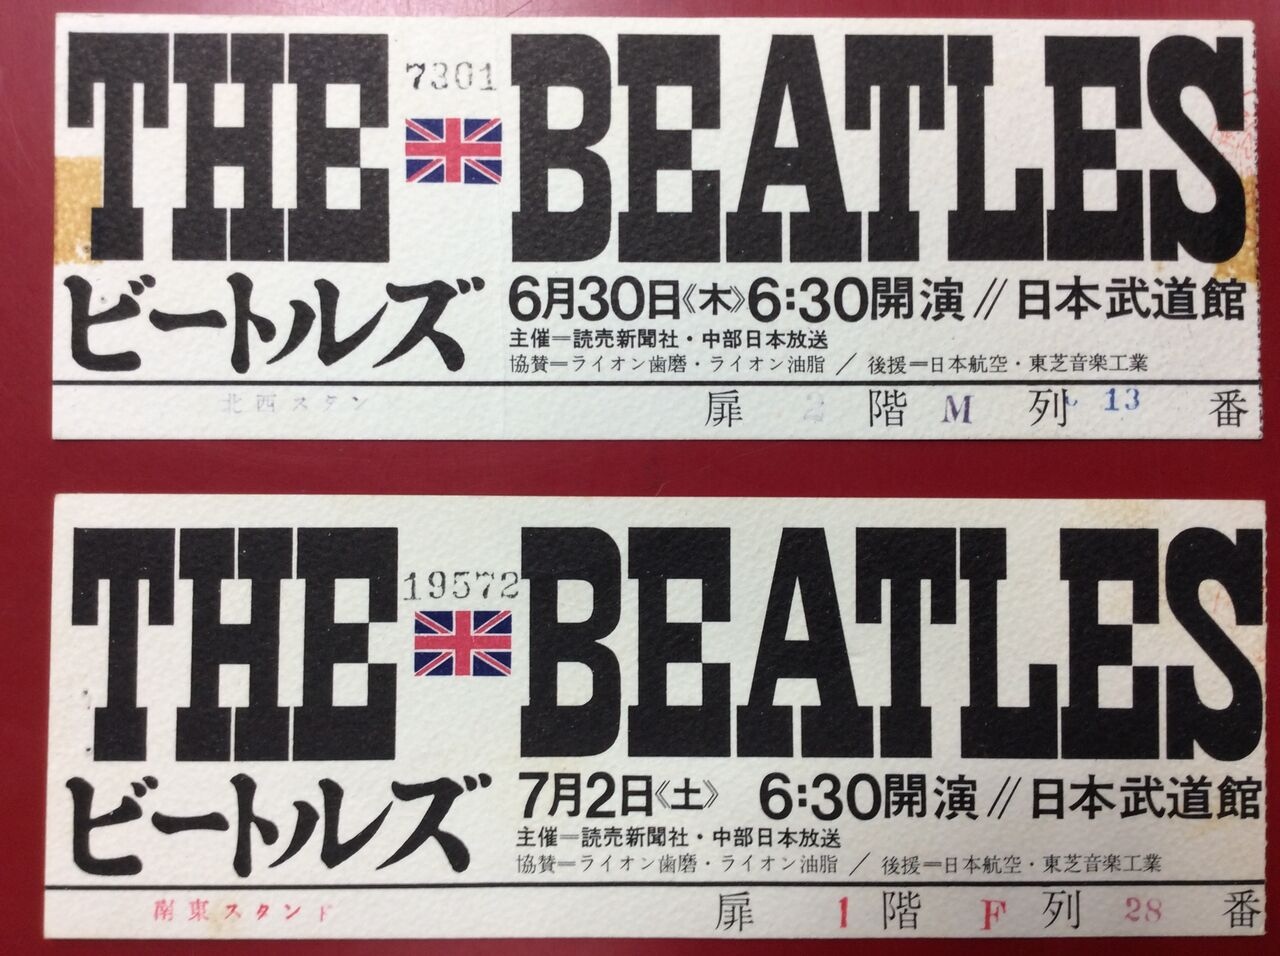 THE BEATLES
7301
ビートルズ
6月30日《木》6:30開演//日本武道館
主催＝読売新聞社・中部日本放送
協賛＝ライオン歯磨・ライオン油脂 / 後援＝日本航空・東芝音楽工業
北西スタン 扉 2 階 M 列 13 番
THE BEATLES
19572
ビートルズ
7月2日《土》 6:30開演//日本武道館
主催＝読売新聞社・中部日本放送
協賛＝ライオン歯磨・ライオン油脂 / 後援＝日本航空・東芝音楽工業
南東スタンド 扉 1 階 F 列 28 番